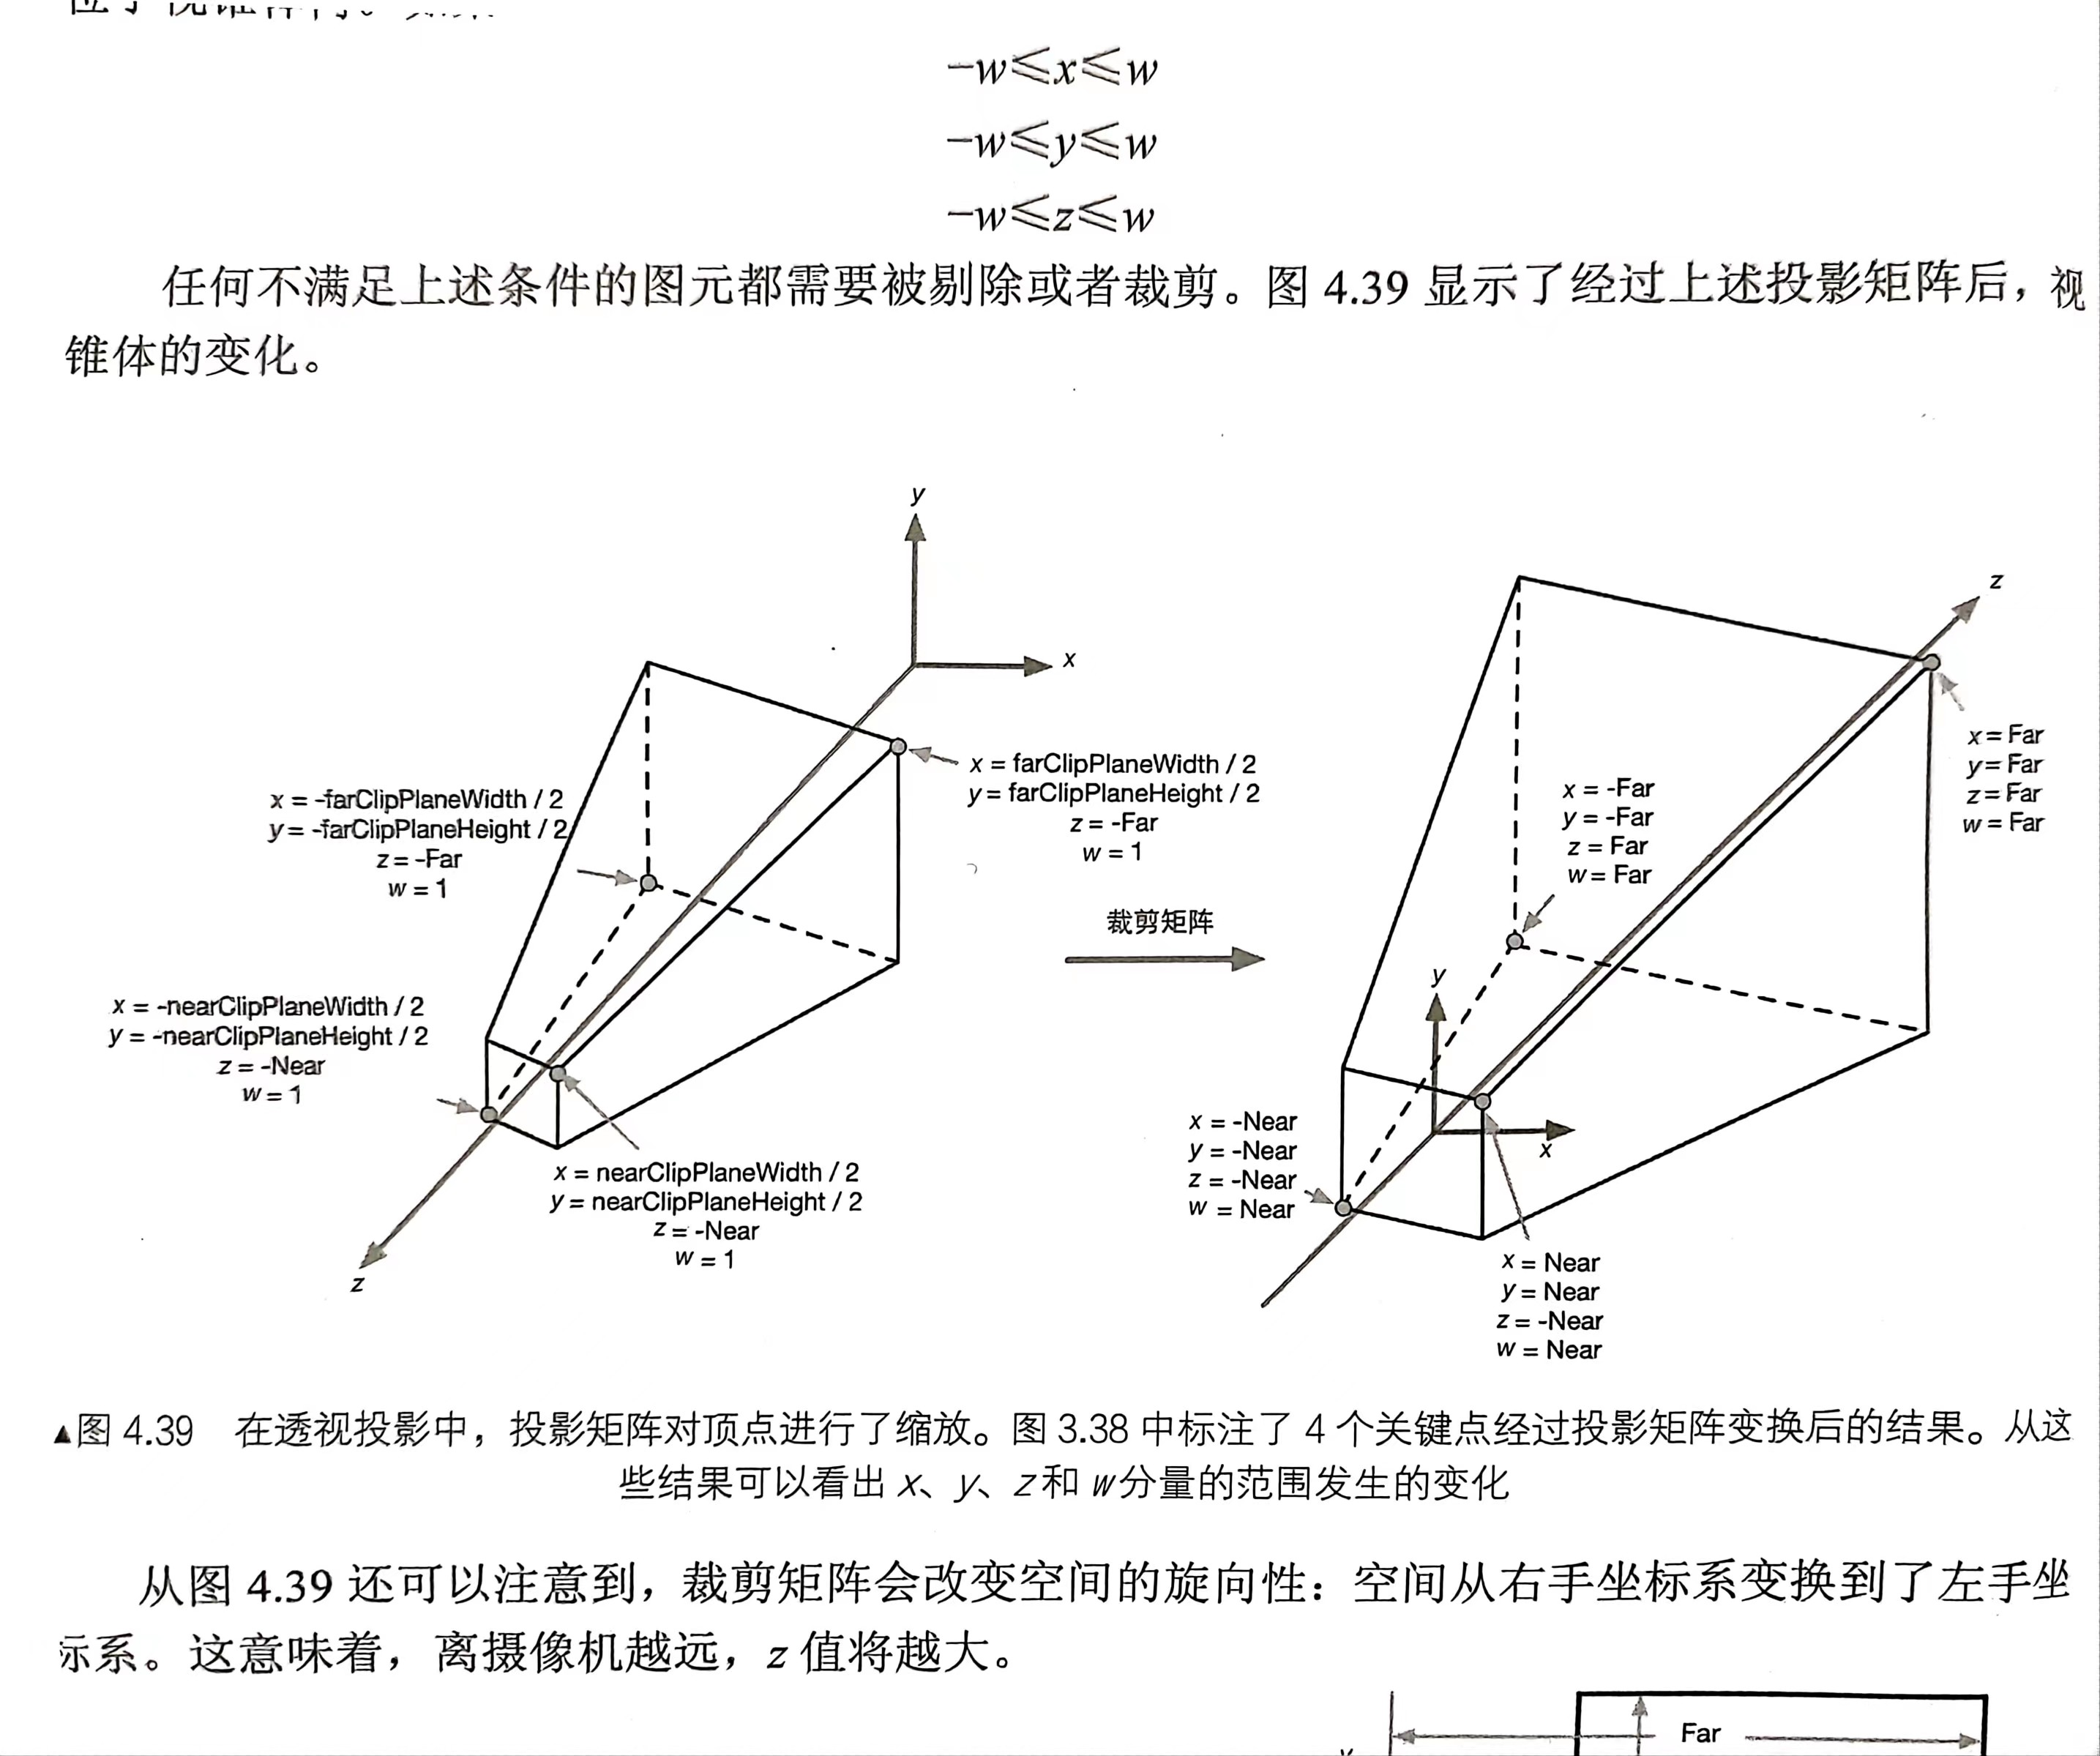 -w⩽x⩽w
-w⩽y⩽w
-w⩽z⩽w
任何不满足上述条件的图元都需要被剔除或者裁剪。图 4.39 显示了经过上述投影矩阵后，视
锥体的变化。
y
x
x = -farClipPlaneWidth / 2
y = -farClipPlaneHeight / 2
z = -Far
w = 1
x = farClipPlaneWidth / 2
y = farClipPlaneHeight / 2
z = -Far
w = 1
x = -nearClipPlaneWidth / 2
y = -nearClipPlaneHeight / 2
z = -Near
w = 1
x = nearClipPlaneWidth / 2
y = nearClipPlaneHeight / 2
z = -Near
w = 1
z
裁剪矩阵
z
x = Far
y = Far
z = Far
w = Far
x = -Far
y = -Far
z = Far
w = Far
y
x
x = -Near
y = -Near
z = -Near
w = Near
x = Near
y = Near
z = -Near
w = Near
▲图 4.39 在透视投影中，投影矩阵对顶点进行了缩放。图 3.38 中标注了 4 个关键点经过投影矩阵变换后的结果。从这
些结果可以看出 x、y、z和 w分量的范围发生的变化
从图 4.39 还可以注意到，裁剪矩阵会改变空间的旋向性：空间从右手坐标系变换到了左手坐
标系。这意味着，离摄像机越远，z 值将越大。
Far